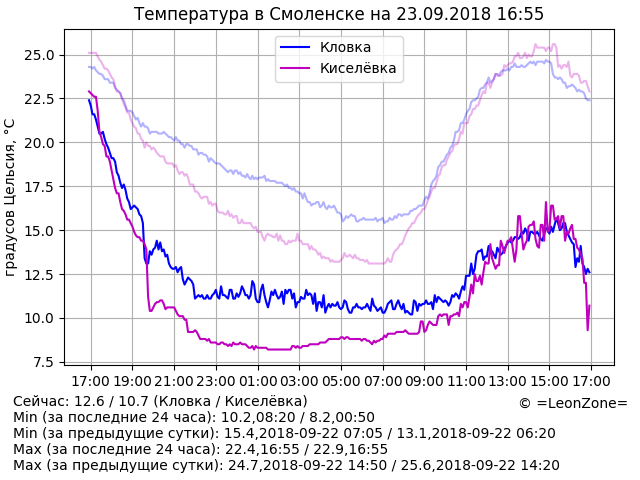 Температура в Смоленске на 23.09.2018 16:55
Кловка
Киселёвка
градусов Цельсия, °C
25.0
22.5
20.0
17.5
15.0
12.5
10.0
7.5
17:00 19:00 21:00 23:00 01:00 03:00 05:00 07:00 09:00 11:00 13:00 15:00 17:00
© =LeonZone=
Сейчас: 12.6 / 10.7 (Кловка / Киселёвка)
Min (за последние 24 часа): 10.2,08:20 / 8.2,00:50
Min (за предыдущие сутки): 15.4,2018-09-22 07:05 / 13.1,2018-09-22 06:20
Max (за последние 24 часа): 22.4,16:55 / 22.9,16:55
Max (за предыдущие сутки): 24.7,2018-09-22 14:50 / 25.6,2018-09-22 14:20